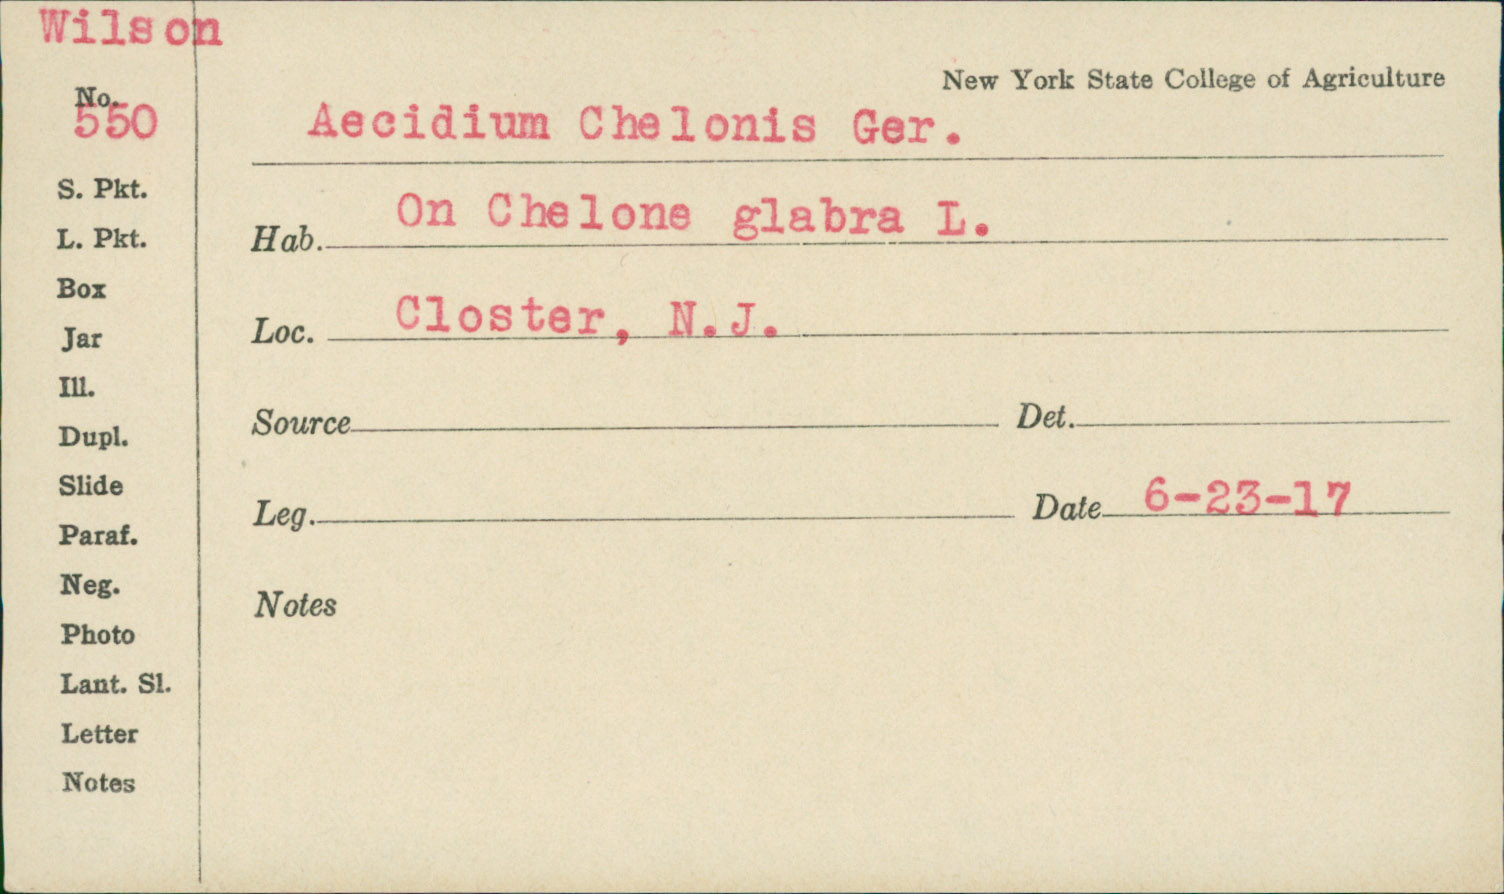 Wilson
New York State College of Agriculture
No.
550
Aecidium Chelonis Ger.
S. Pkt.
Hab. On Chelone glabra L.
L. Pkt.
Box
Loc. Closter, N.J.
Jar
Ill.
Source Det.
Dupl.
Slide
Leg. Date 6-23-17
Paraf.
Neg.
Notes
Photo
Lant. Sl.
Letter
Notes